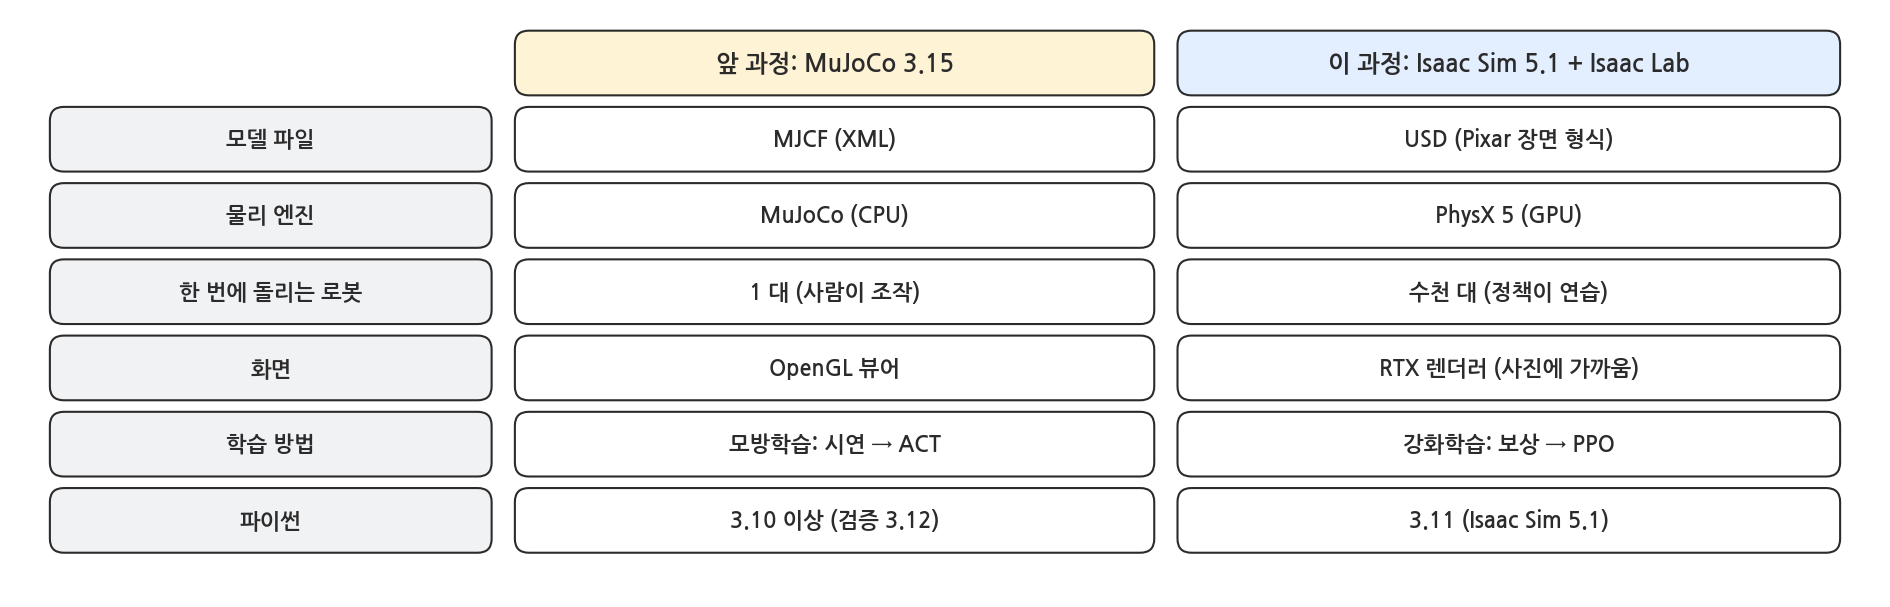 앞 과정: MuJoCo 3.15
이 과정: Isaac Sim 5.1 + Isaac Lab
모델 파일
MJCF (XML)
USD (Pixar 장면 형식)
물리 엔진
MuJoCo (CPU)
PhysX 5 (GPU)
한 번에 돌리는 로봇
1 대 (사람이 조작)
수천 대 (정책이 연습)
화면
OpenGL 뷰어
RTX 렌더러 (사진에 가까움)
학습 방법
모방학습: 시연 → ACT
강화학습: 보상 → PPO
파이썬
3.10 이상 (검증 3.12)
3.11 (Isaac Sim 5.1)